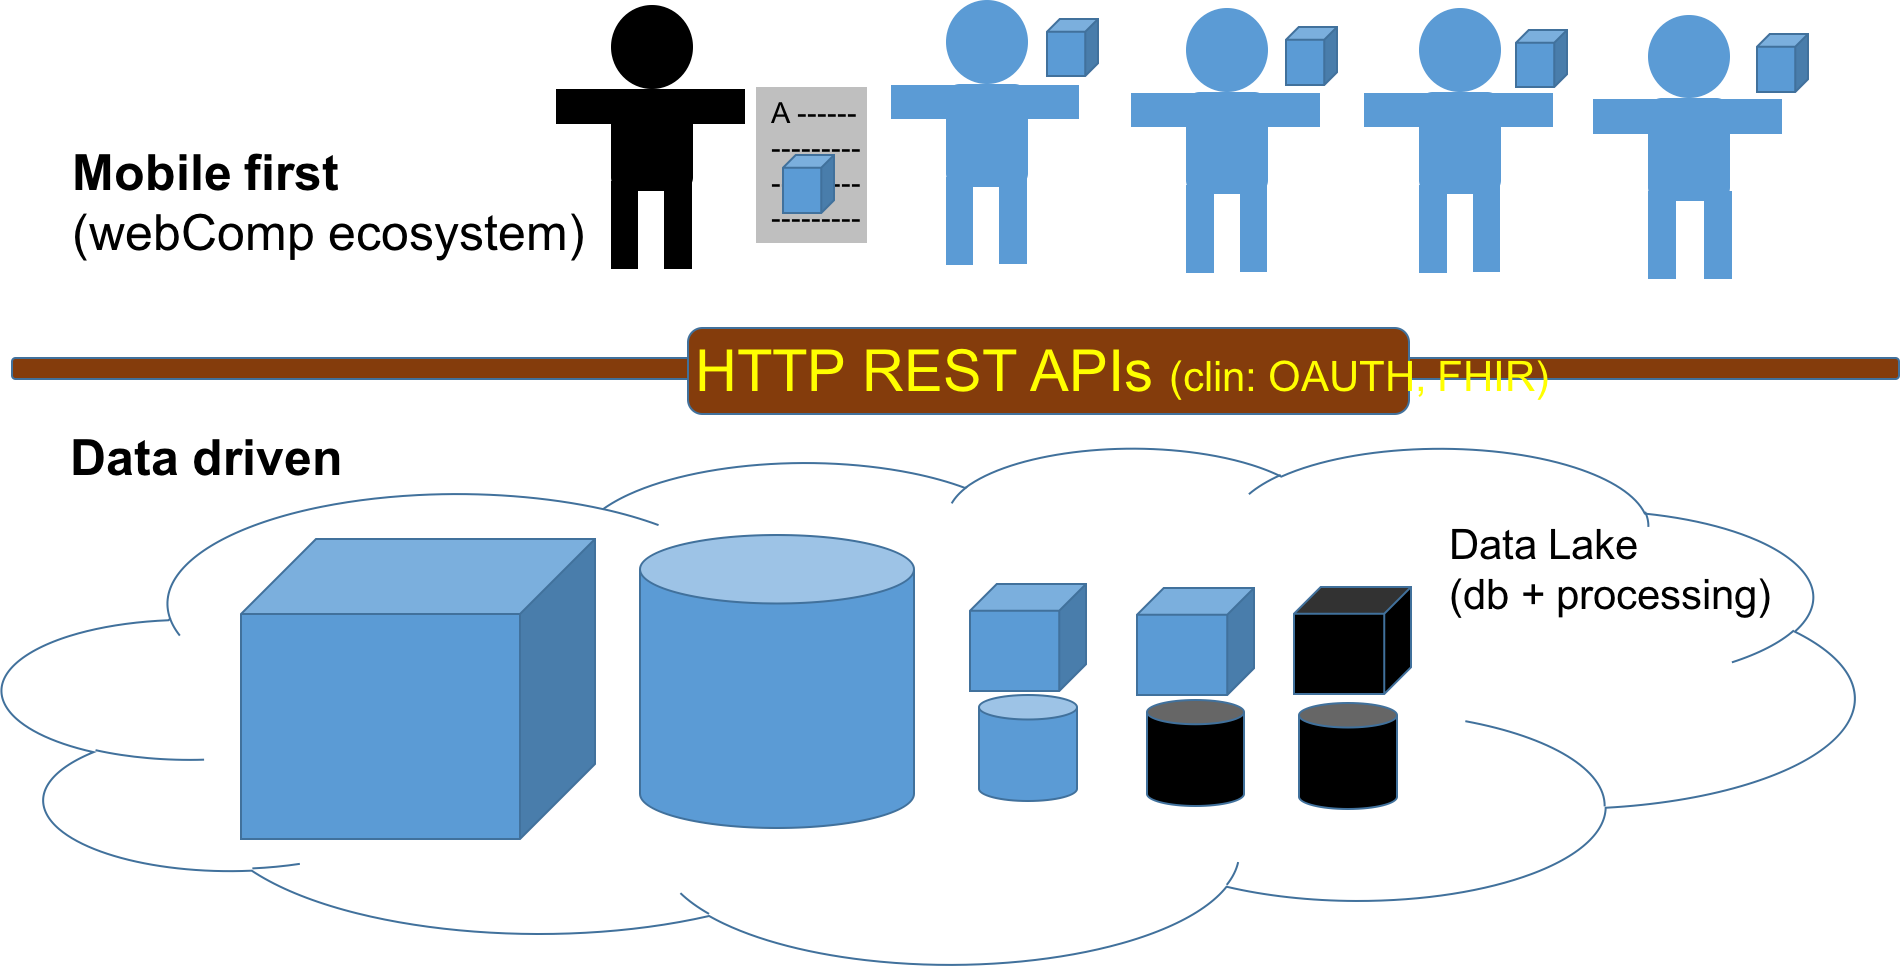 Mobile first
(webComp ecosystem)
A ------
---------
---------
---------
HTTP REST APIs (clin: OAUTH, FHIR)
Data driven
Data Lake
(db + processing)